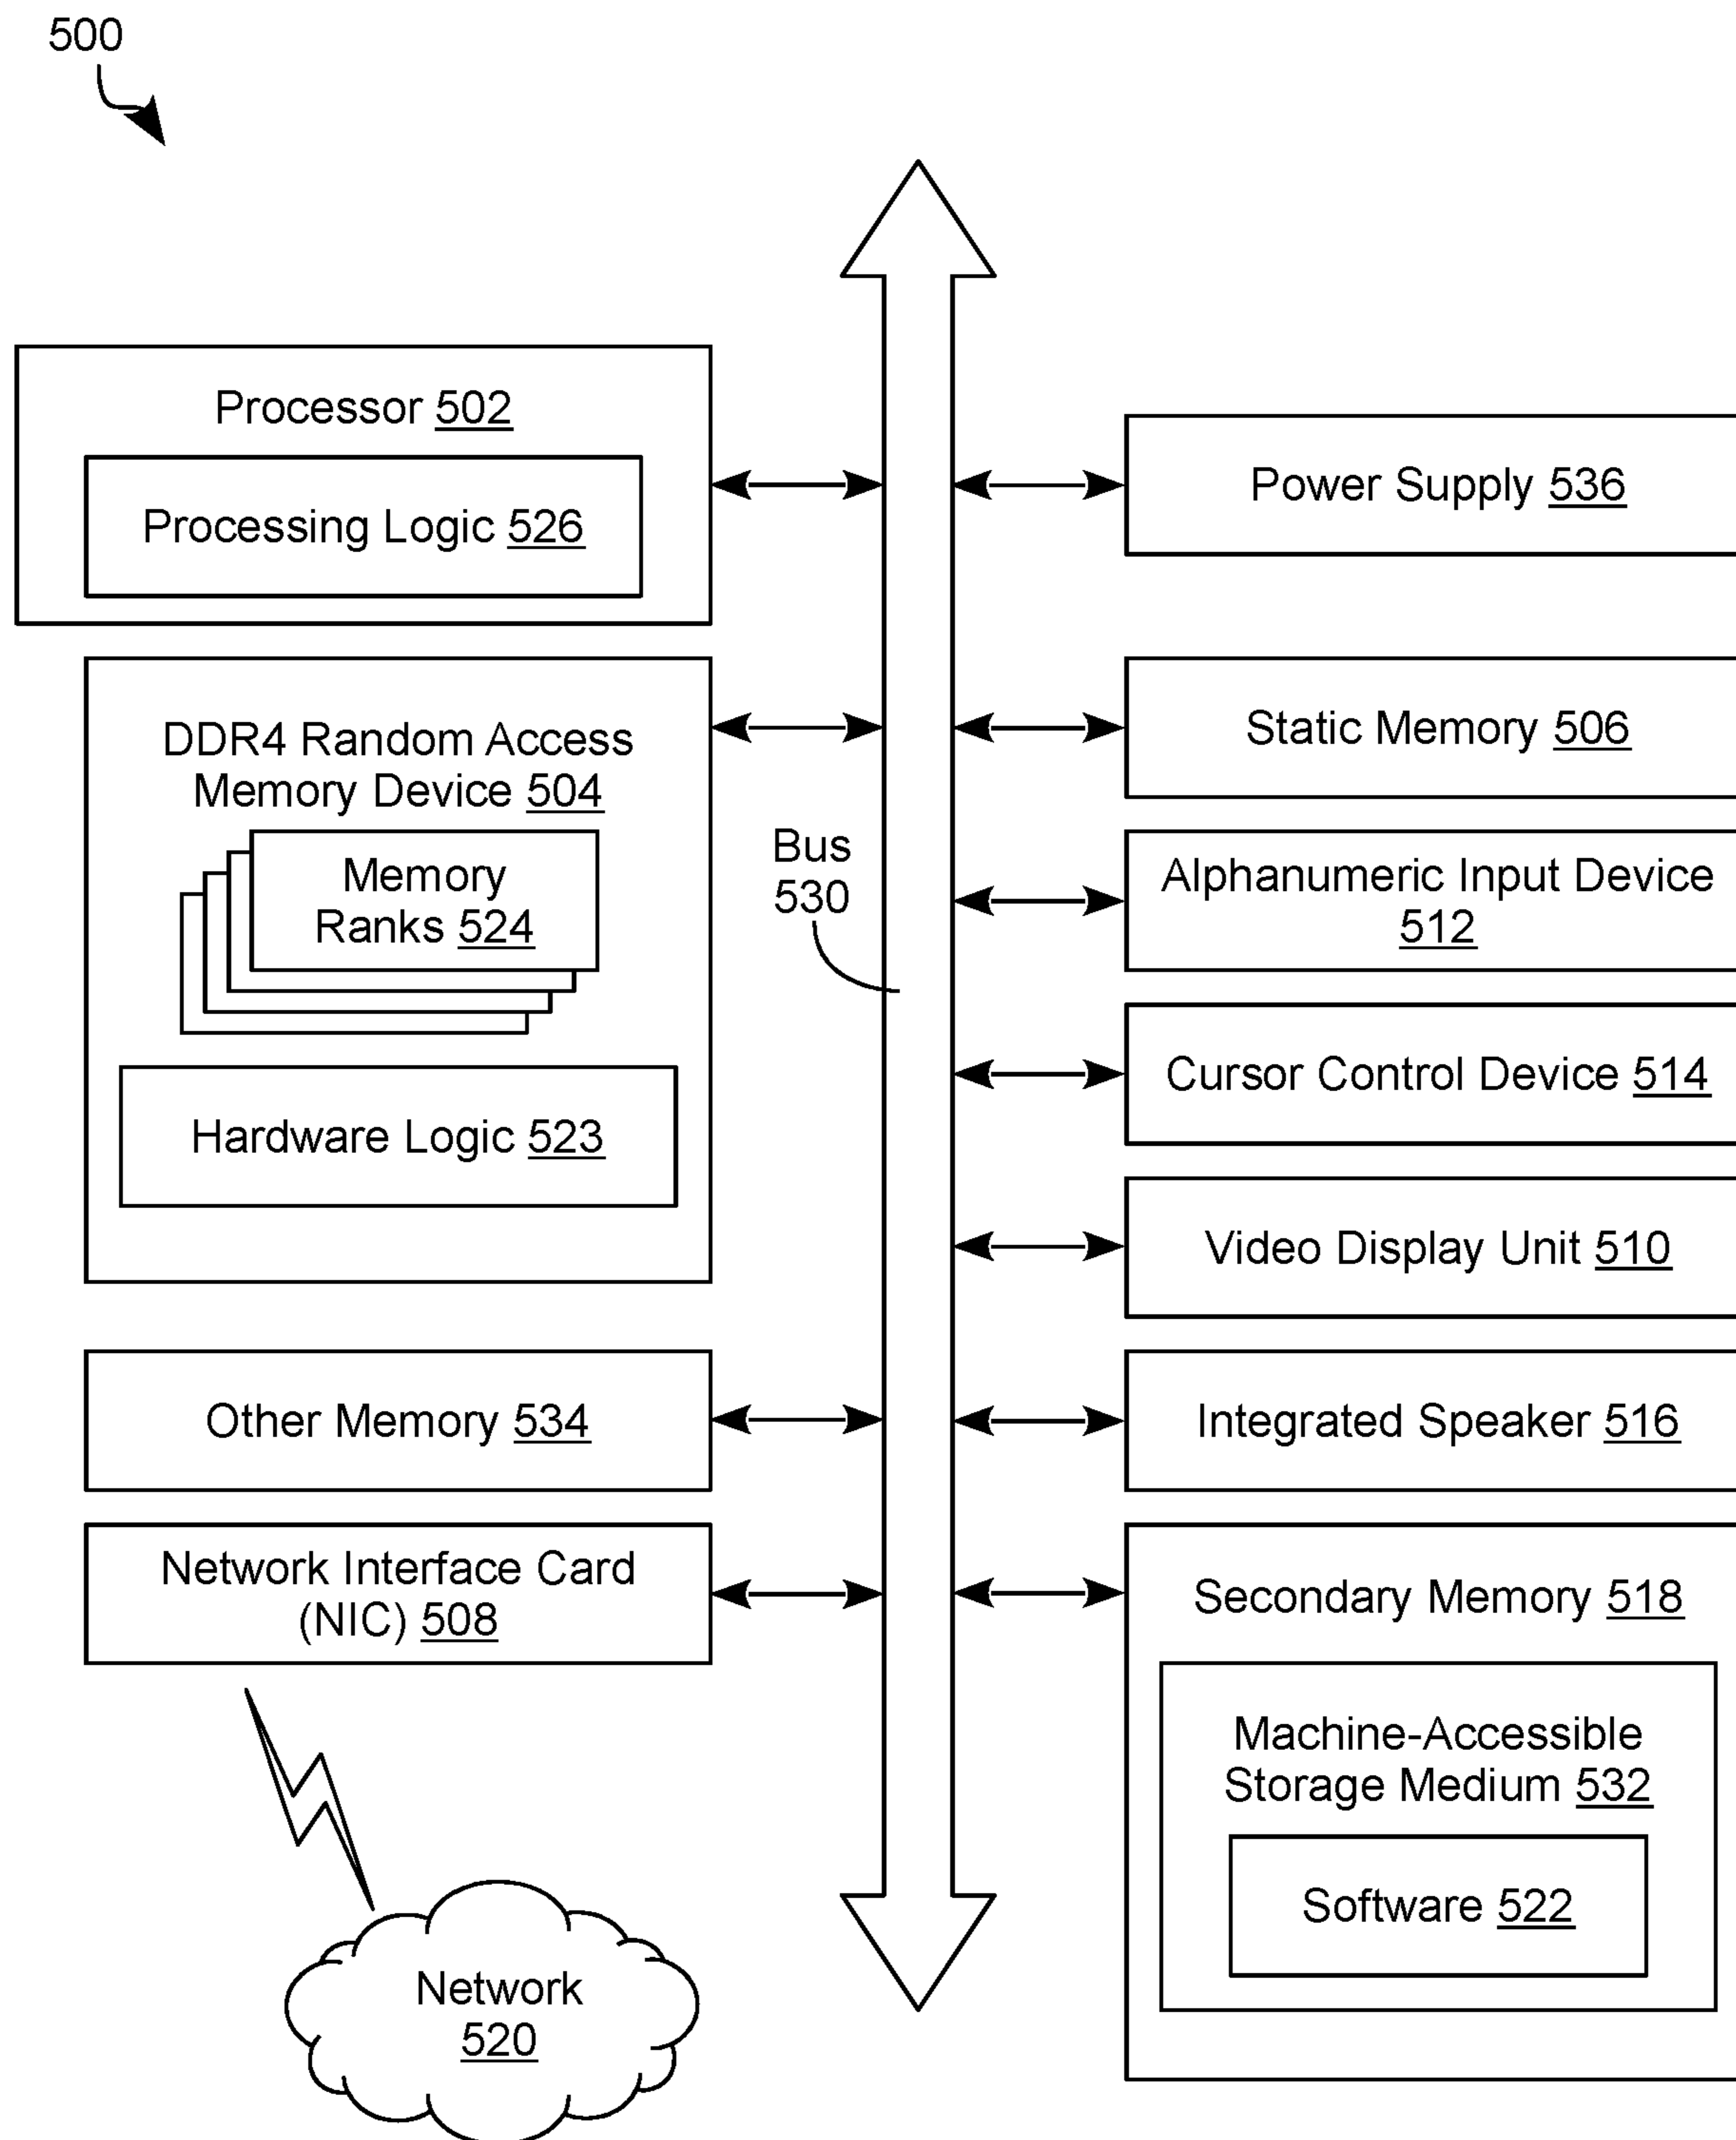 500
Processor 502
Processing Logic 526
DDR4 Random Access
Memory Device 504
Memory
Ranks 524
Hardware Logic 523
Other Memory 534
Network Interface Card
(NIC) 508
Network
520
Bus
530
Power Supply 536
Static Memory 506
Alphanumeric Input Device
512
Cursor Control Device 514
Video Display Unit 510
Integrated Speaker 516
Secondary Memory 518
Machine-Accessible
Storage Medium 532
Software 522